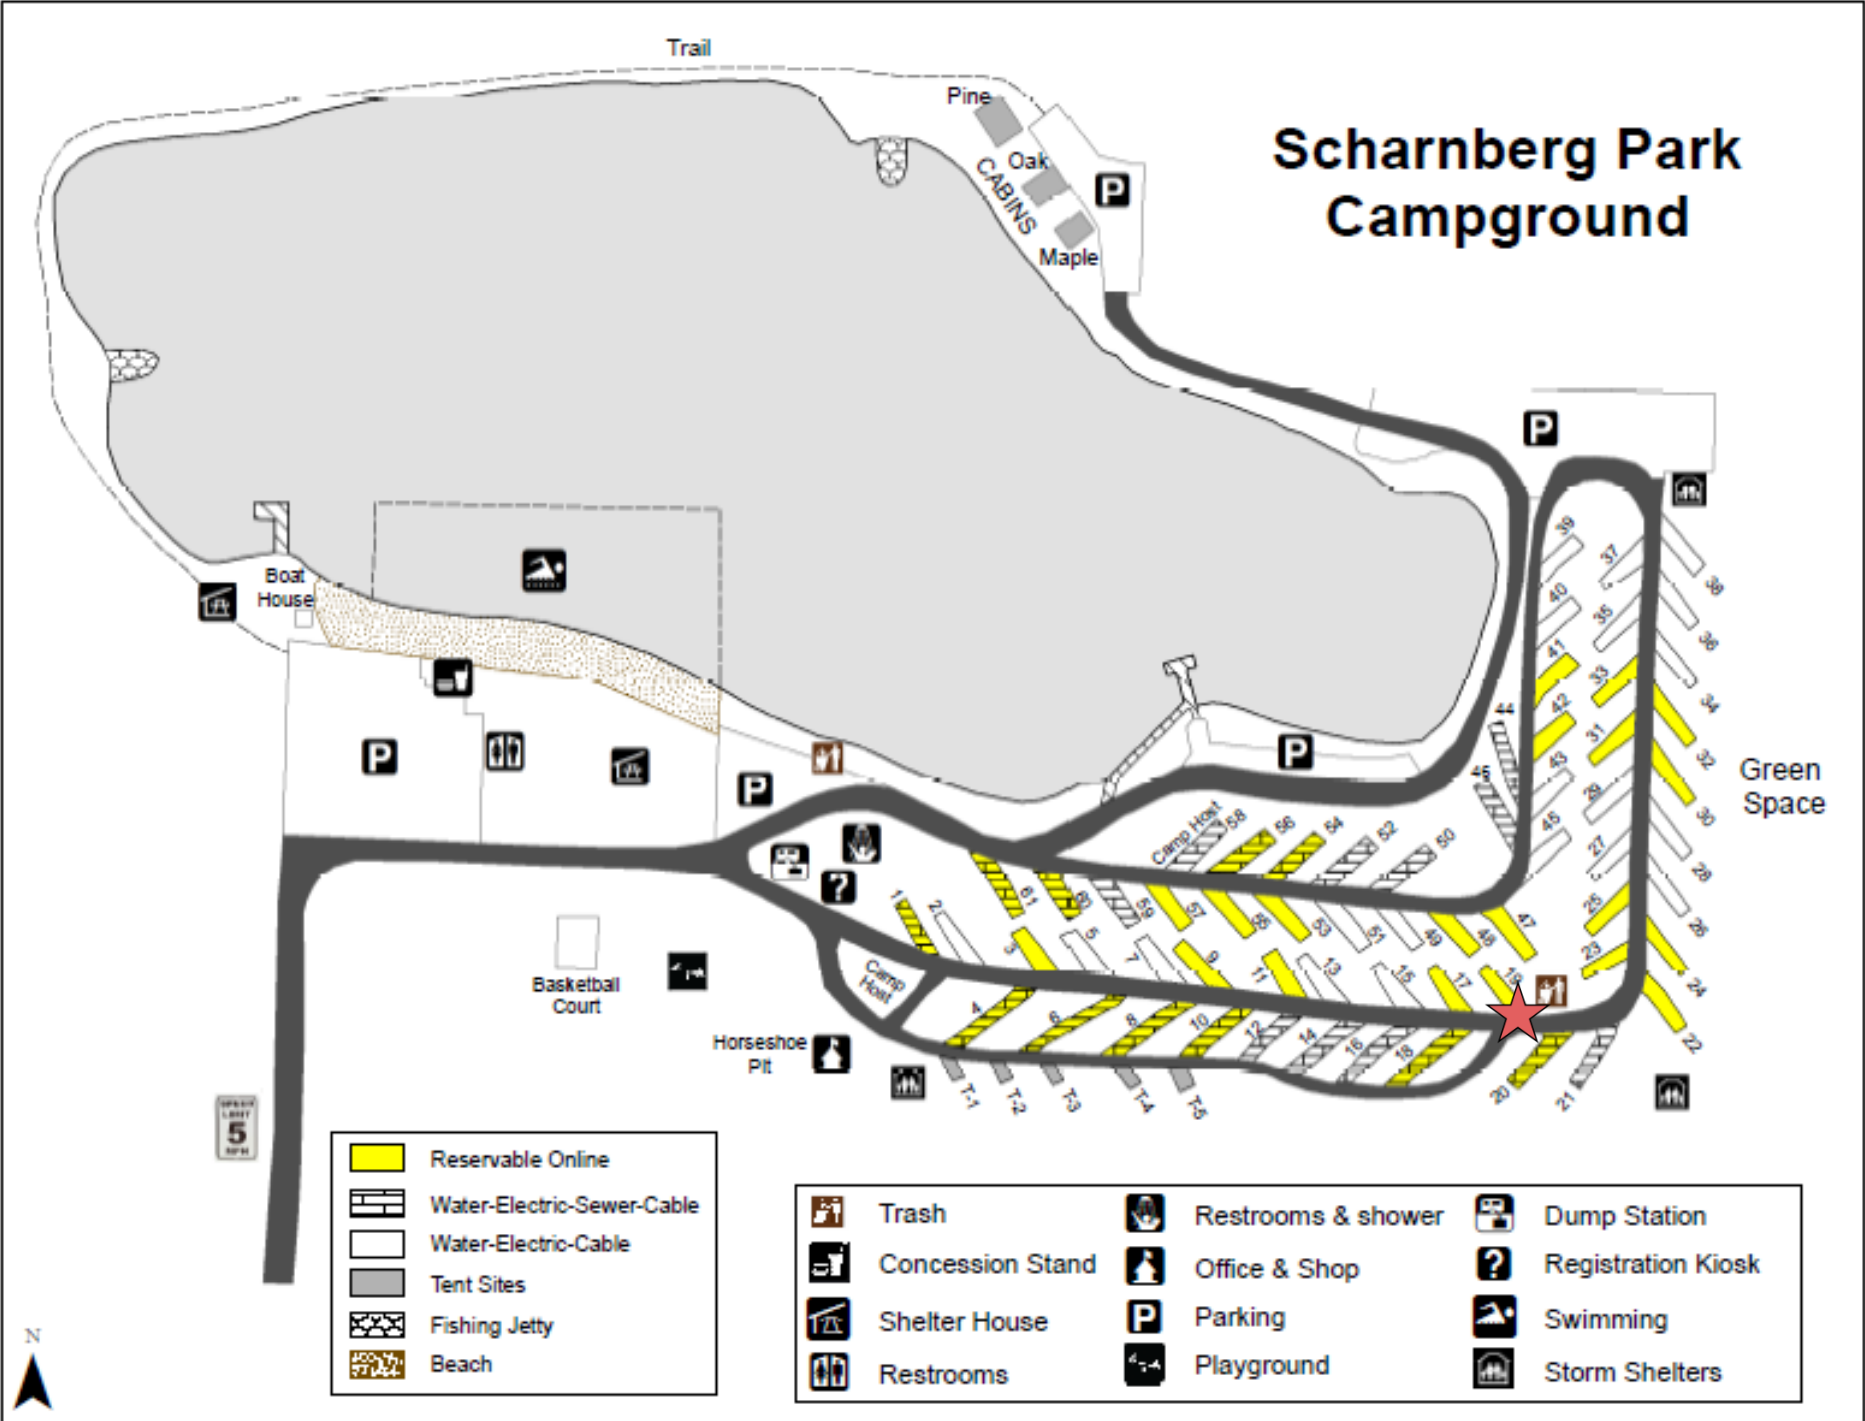 Trail
Pine
Oak
CABINS
Maple
P
Scharnberg Park
Campground
P
Boat
House
P
P
P
Green
Space
39
37
38
40
35
36
41
33
34
42
31
32
44
43
29
30
46
45
27
28
25
26
23
24
22
Camp Host
58
56
54
52
50
1
2
61
60
59
57
55
53
51
49
48
47
3
5
7
9
11
13
15
17
19
?
Camp
Host
4
6
8
10
12
14
16
18
20
21
T-1
T-2
T-3
T-4
T-5
Basketball
Court
Horseshoe
Pit
SPEED
LIMIT
5
MPH
N
Reservable Online
Water-Electric-Sewer-Cable
Water-Electric-Cable
Tent Sites
Fishing Jetty
Beach
Trash
Concession Stand
Shelter House
Restrooms
Restrooms & shower
Office & Shop
P Parking
Playground
Dump Station
? Registration Kiosk
Swimming
Storm Shelters